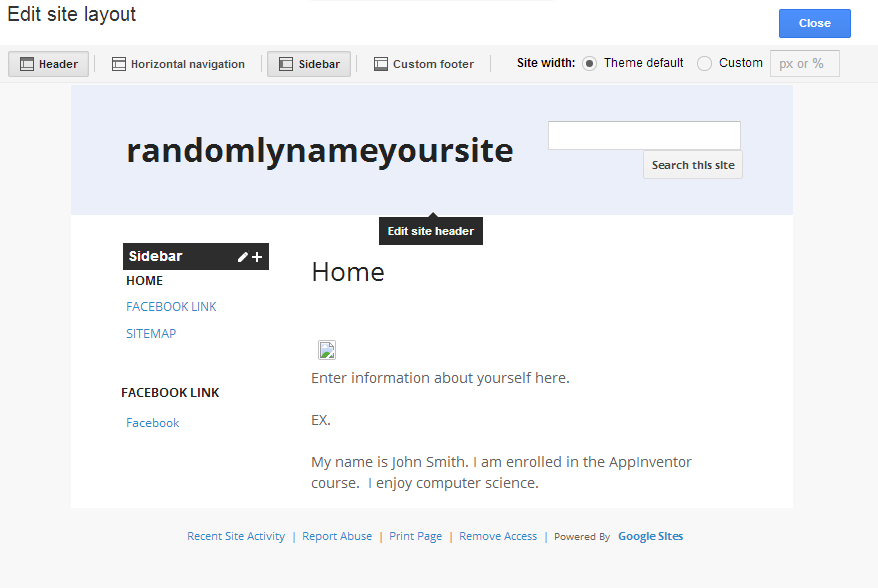 Edit site layout
Close
Header Horizontal navigation Sidebar Custom footer Site width: Theme default Custom px or %
randomlynameyoursite
Search this site
Edit site header
Sidebar
HOME
FACEBOOK LINK
SITEMAP
FACEBOOK LINK
Facebook
Home
Enter information about yourself here.
EX.
My name is John Smith. I am enrolled in the AppInventor
course.  I enjoy computer science.
Recent Site Activity | Report Abuse | Print Page | Remove Access | Powered By Google Sites